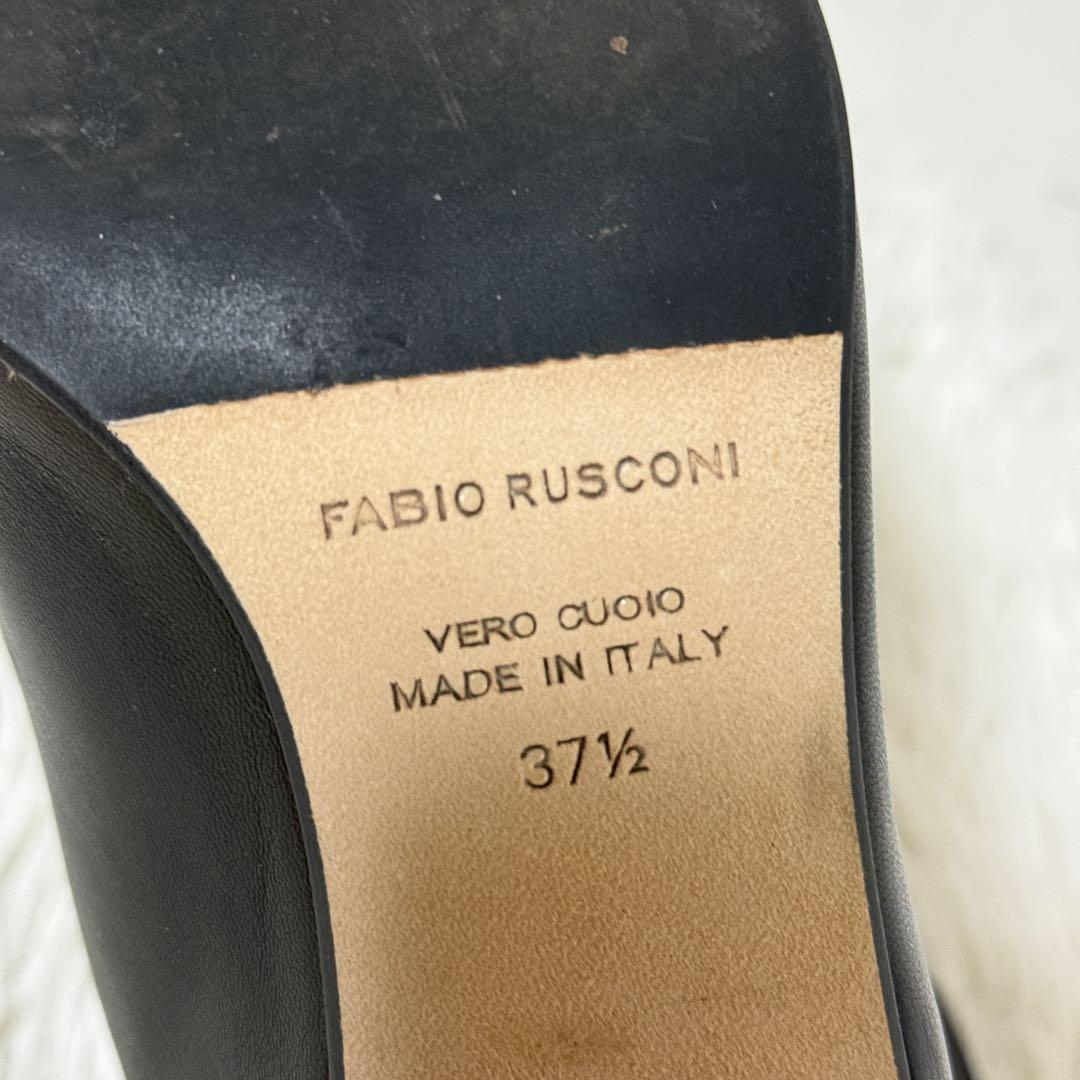 FABIO RUSCONI
VERO CUOIO
MADE IN ITALY
37½